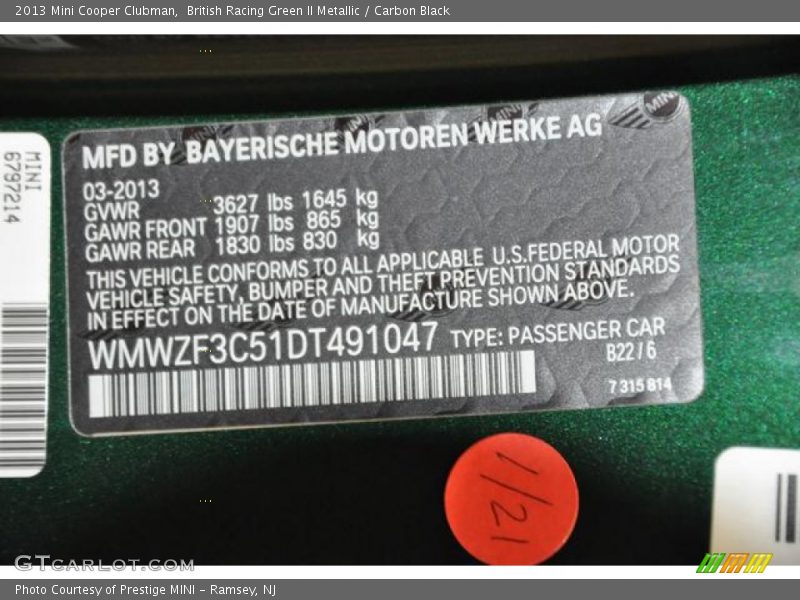 2013 Mini Cooper Clubman, British Racing Green II Metallic / Carbon Black
MINI
6797214
MFD BY BAYERISCHE MOTOREN WERKE AG
MINI
03-2013
GVWR 3627 lbs 1645 kg
GAWR FRONT 1907 lbs 865 kg
GAWR REAR 1830 lbs 830 kg
THIS VEHICLE CONFORMS TO ALL APPLICABLE U.S.FEDERAL MOTOR
VEHICLE SAFETY, BUMPER AND THEFT PREVENTION STANDARDS
IN EFFECT ON THE DATE OF MANUFACTURE SHOWN ABOVE.
WMWZF3C51DT491047 TYPE: PASSENGER CAR
B22/6
7 315 814
1/21
GTCarLot.com
Photo Courtesy of Prestige MINI - Ramsey, NJ